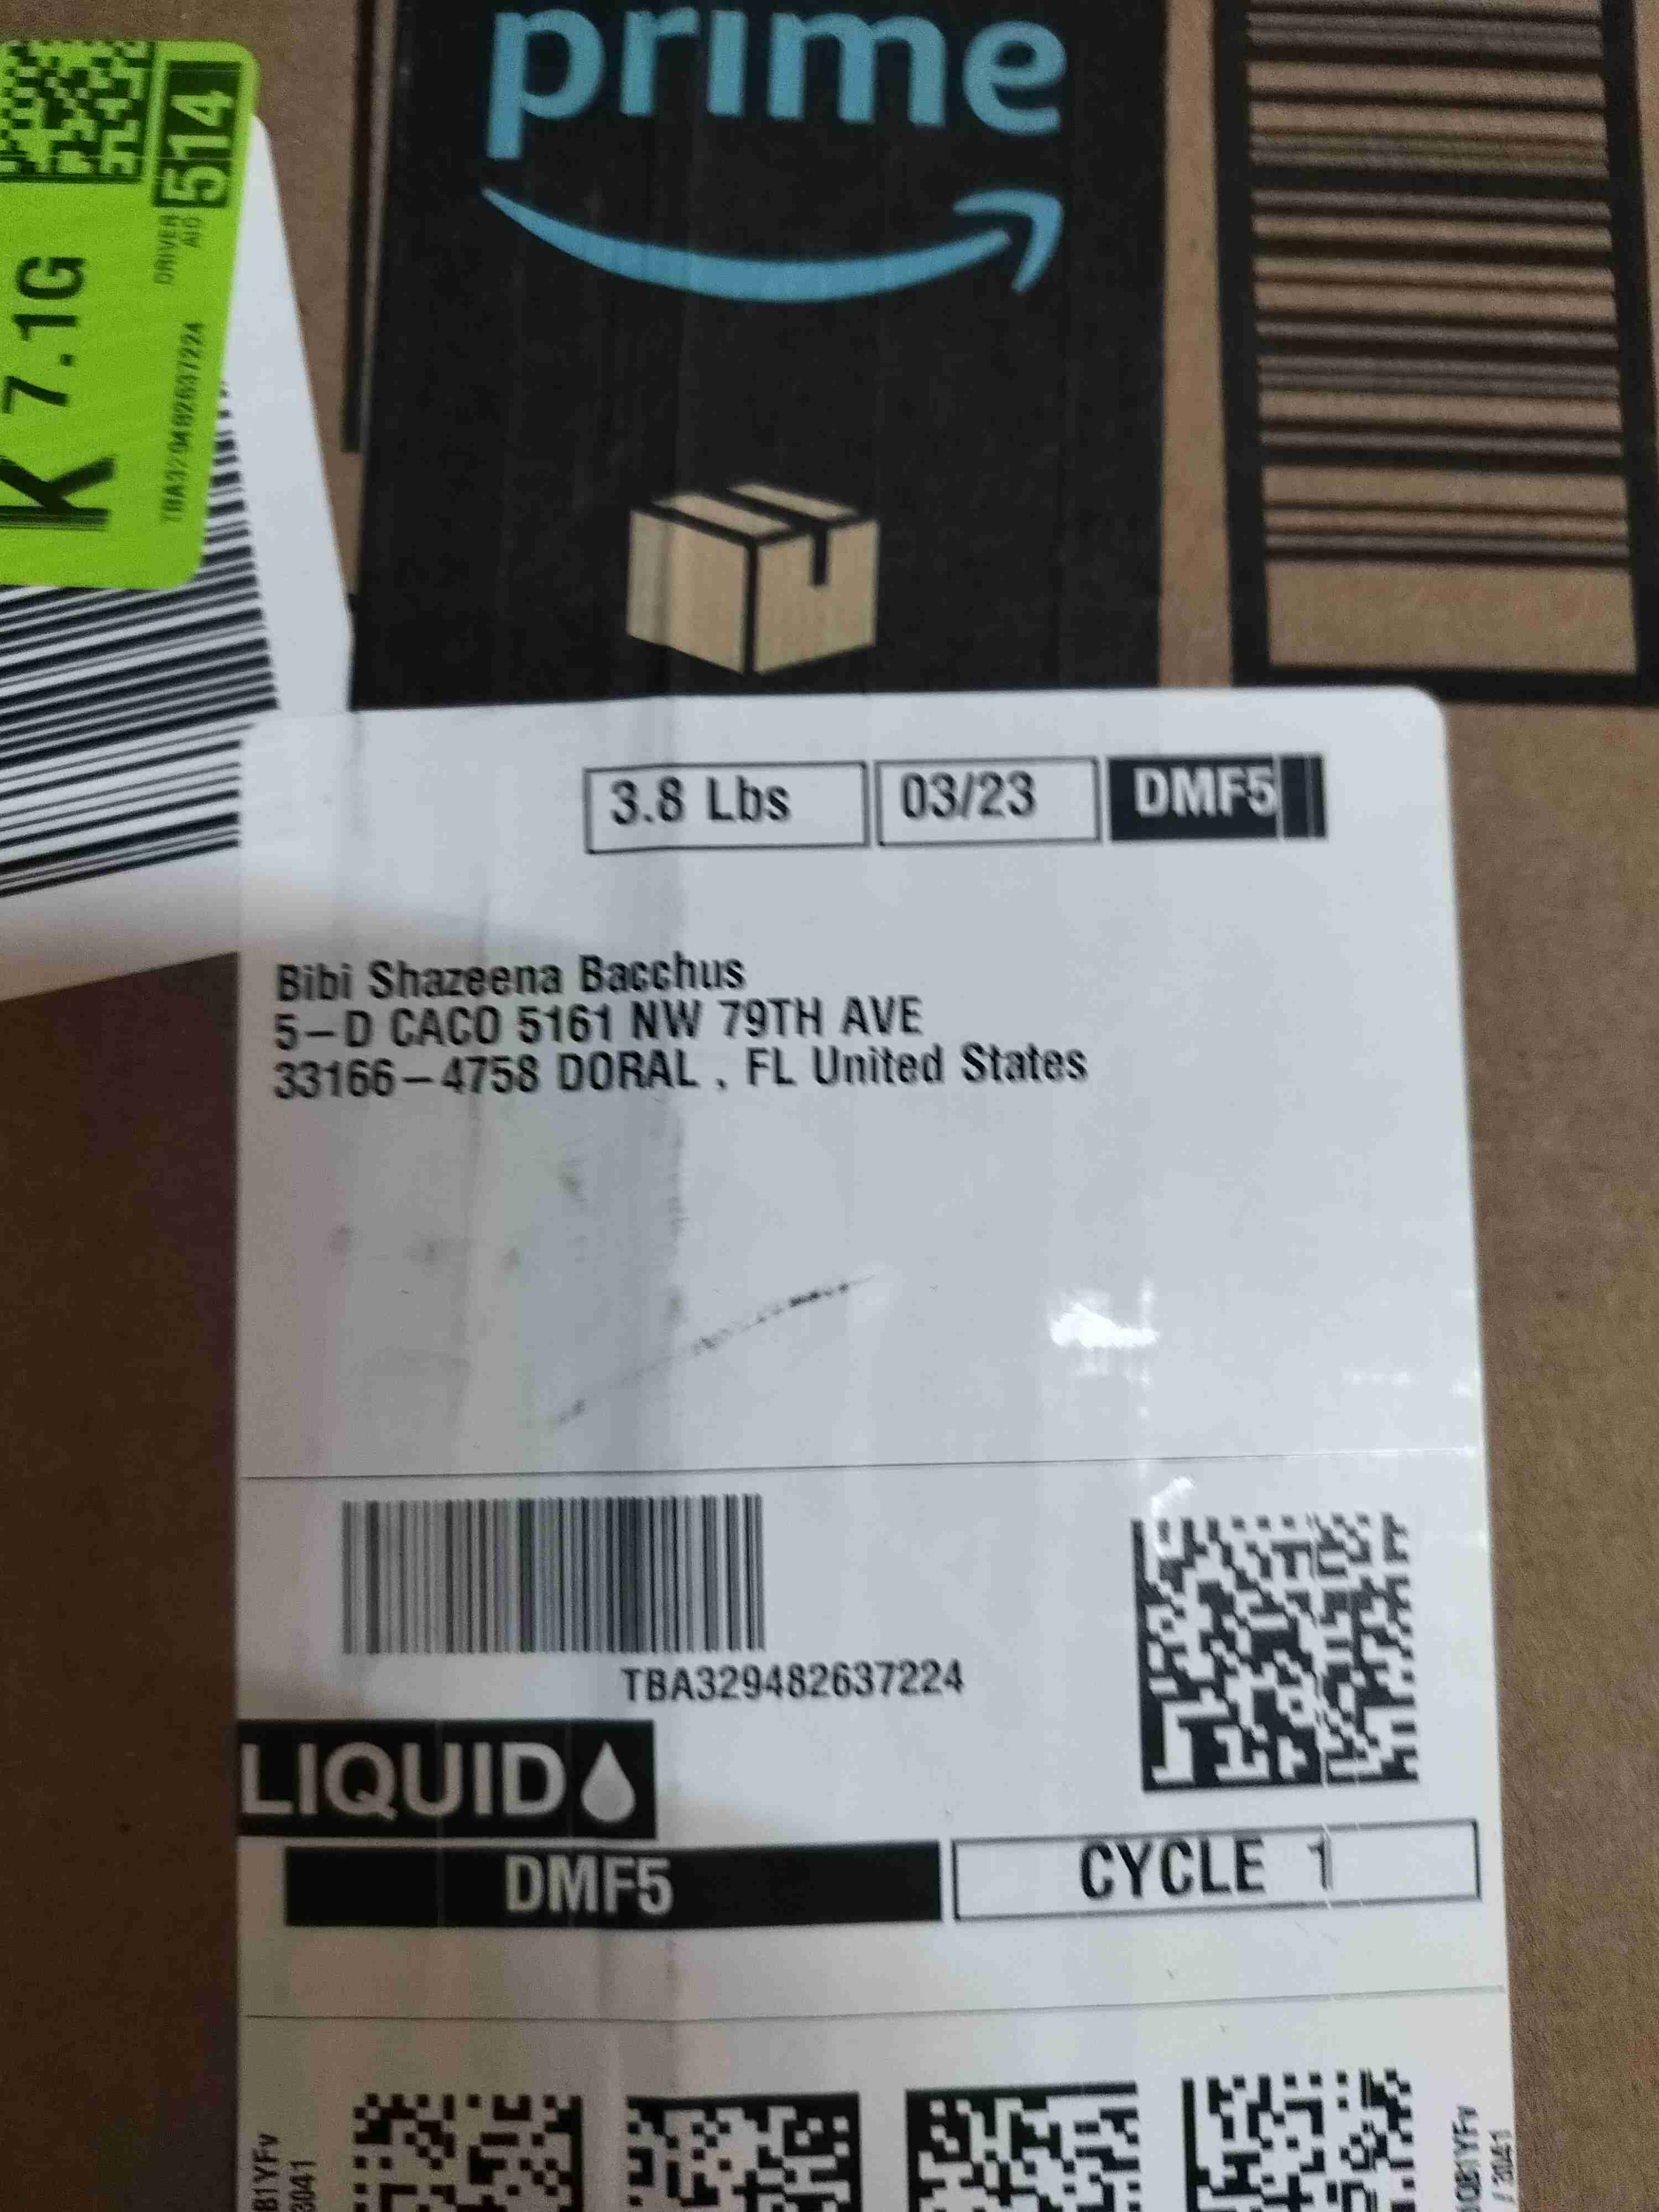 prime
514
DRIVER
AID
K 7.1G
TBA329482637224
3.8 Lbs 03/23 DMF5
Bibi Shazeena Bacchus
5-D CACO 5161 NW 79TH AVE
33166-4758 DORAL , FL United States
TBA329482637224
LIQUID
DMF5 CYCLE 1